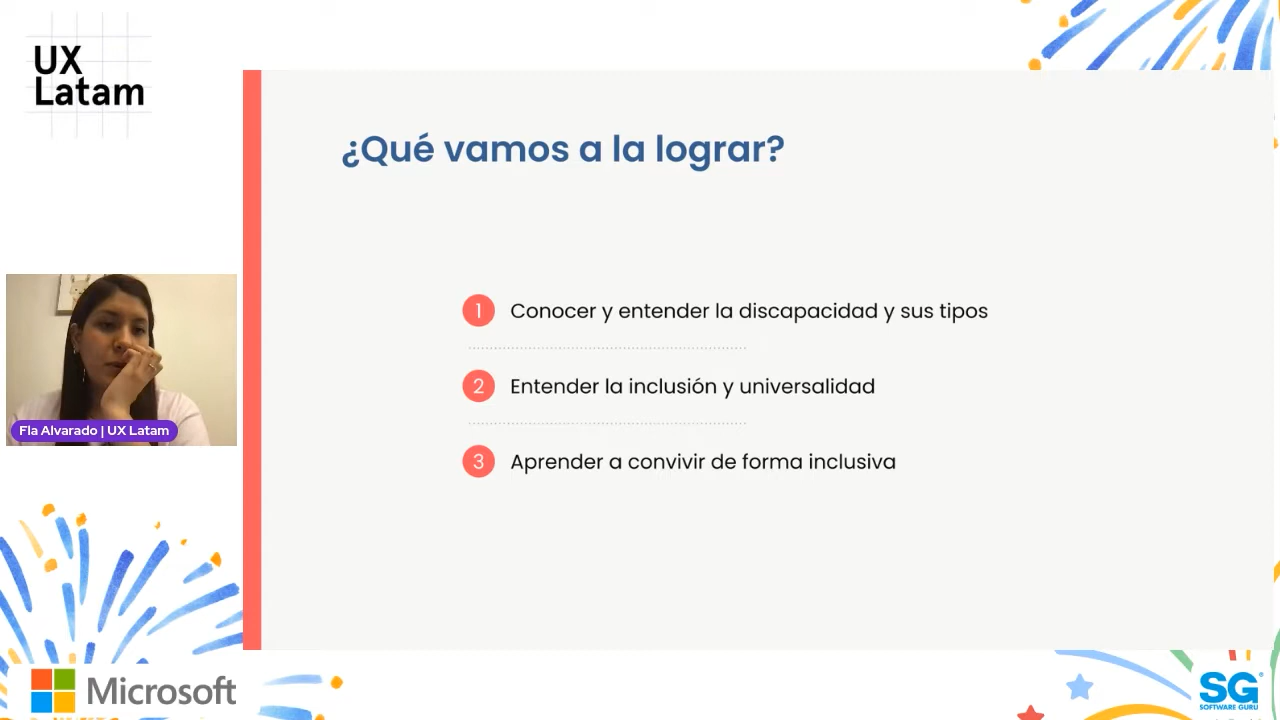 UX
Latam
¿Qué vamos a la lograr?
1 Conocer y entender la discapacidad y sus tipos
2 Entender la inclusión y universalidad
3 Aprender a convivir de forma inclusiva
Fla Alvarado | UX Latam
Microsoft
SG
SOFTWARE GURU